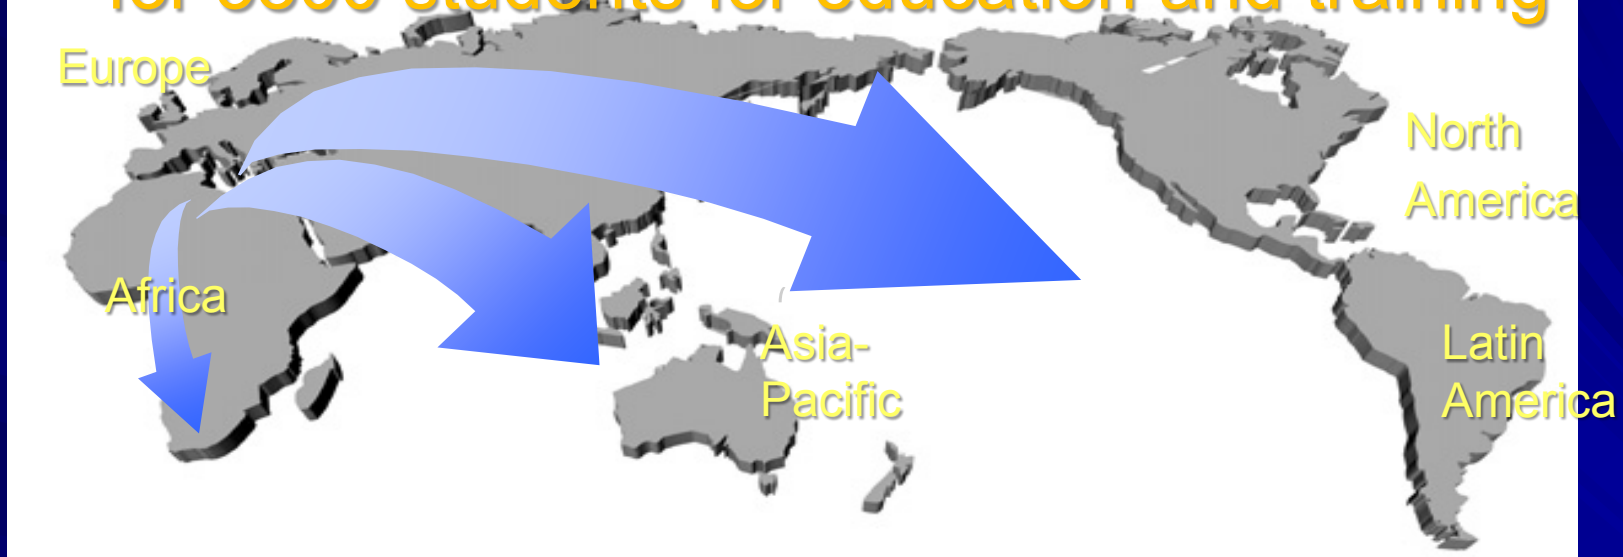 for students for education and training
Europe
North
America
Africa
Asia-
Pacific
Latin
America